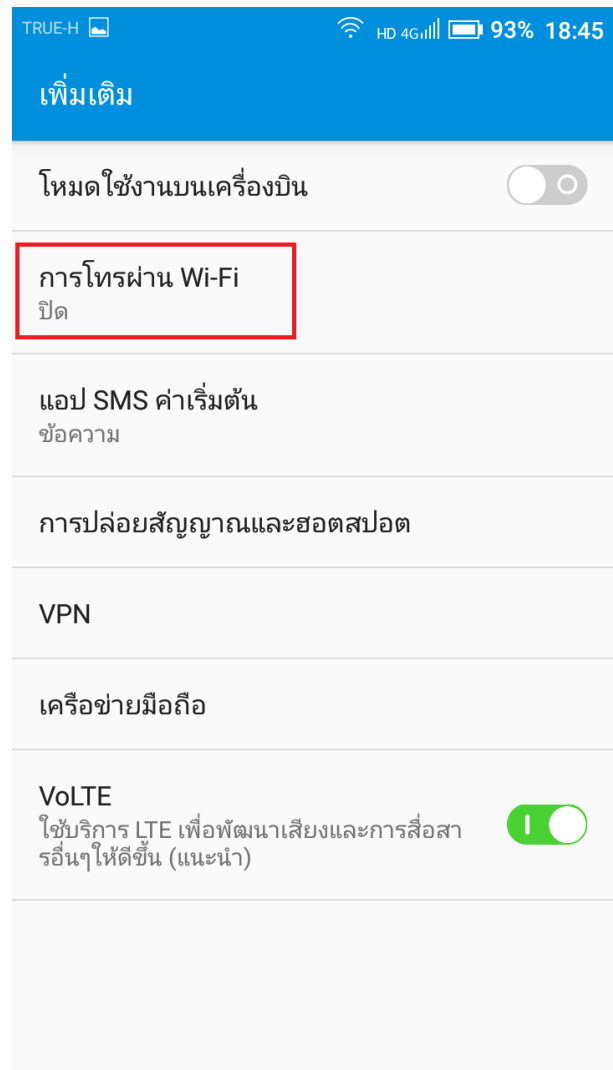 TRUE-H HD 4G 93% 18:45
เพิ่มเติม
โหมดใช้งานบนเครื่องบิน
การโทรผ่าน Wi-Fi
ปิด
แอป SMS ค่าเริ่มต้น
ข้อความ
การปล่อยสัญญาณและฮอตสปอต
VPN
เครือข่ายมือถือ
VoLTE
ใช้บริการ LTE เพื่อพัฒนาเสียงและการสื่อสา
รอื่นๆให้ดีขึ้น (แนะนำ)